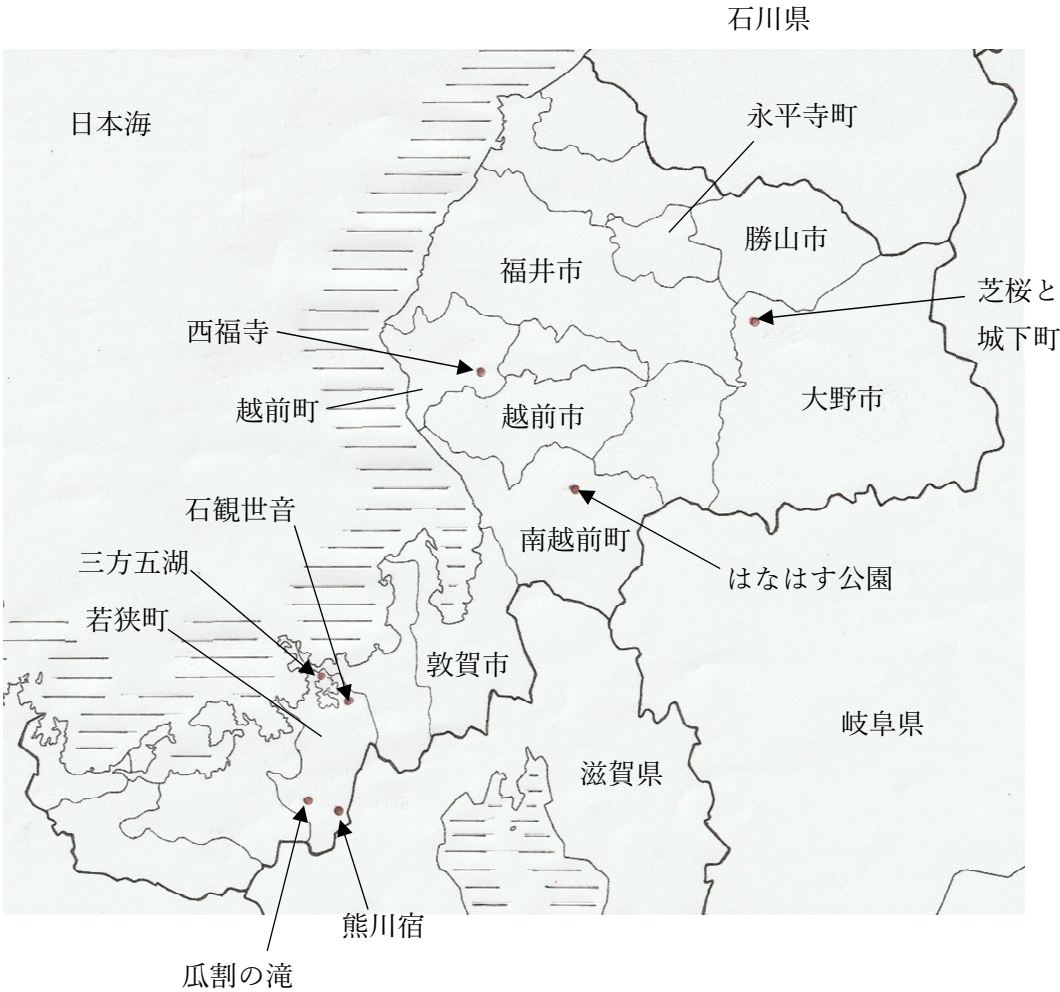 石川県
日本海
永平寺町
勝山市
福井市
芝桜と
城下町
西福寺
大野市
越前町
越前市
石観世音
南越前町
三方五湖
はなはす公園
若狭町
敦賀市
岐阜県
滋賀県
熊川宿
瓜割の滝